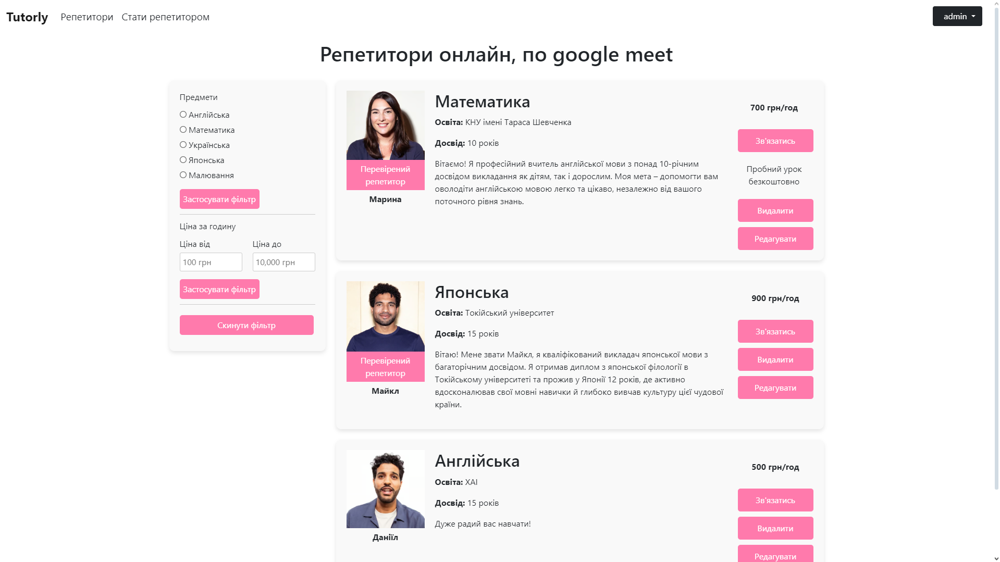 Tutorly
Репетитори
Стати репетитором
admin
Репетитори онлайн, по google meet
Предмети
Англійська
Математика
Українська
Японська
Малювання
Застосувати фільтр
Ціна за годину
Ціна від
Ціна до
100 грн
10,000 грн
Застосувати фільтр
Скинути фільтр
Перевірений
репетитор
Марина
Математика
Освіта: КНУ імені Тараса Шевченка
Досвід: 10 років
Вітаємо! Я професійний вчитель англійської мови з понад 10-річним
досвідом викладання як дітям, так і дорослим. Моя мета – допомогти вам
оволодіти англійською мовою легко та цікаво, незалежно від вашого
поточного рівня знань.
700 грн/год
Зв'язатись
Пробний урок
безкоштовно
Видалити
Редагувати
Перевірений
репетитор
Майкл
Японська
Освіта: Токійський університет
Досвід: 15 років
Вітаю! Мене звати Майкл, я кваліфікований викладач японської мови з
багаторічним досвідом. Я отримав диплом з японської філології в
Токійському університеті та прожив у Японії 12 років, де активно
вдосконалював свої мовні навички й глибоко вивчав культуру цієї чудової
країни.
900 грн/год
Зв'язатись
Видалити
Редагувати
Даніїл
Англійська
Освіта: ХАІ
Досвід: 15 років
Дуже радий вас навчати!
500 грн/год
Зв'язатись
Видалити
Редагувати